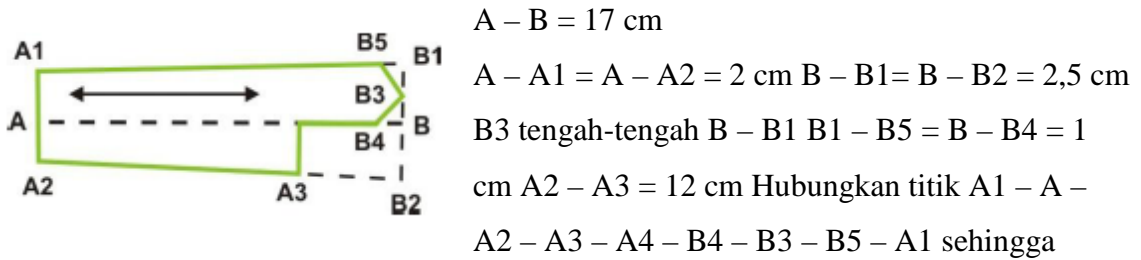 A1
B5
B1
B3
A
B
B4
A2
A3
B2
A – B = 17 cm
A – A1 = A – A2 = 2 cm B – B1= B – B2 = 2,5 cm
B3 tengah-tengah B – B1 B1 – B5 = B – B4 = 1
cm A2 – A3 = 12 cm Hubungkan titik A1 – A –
A2 – A3 – A4 – B4 – B3 – B5 – A1 sehingga